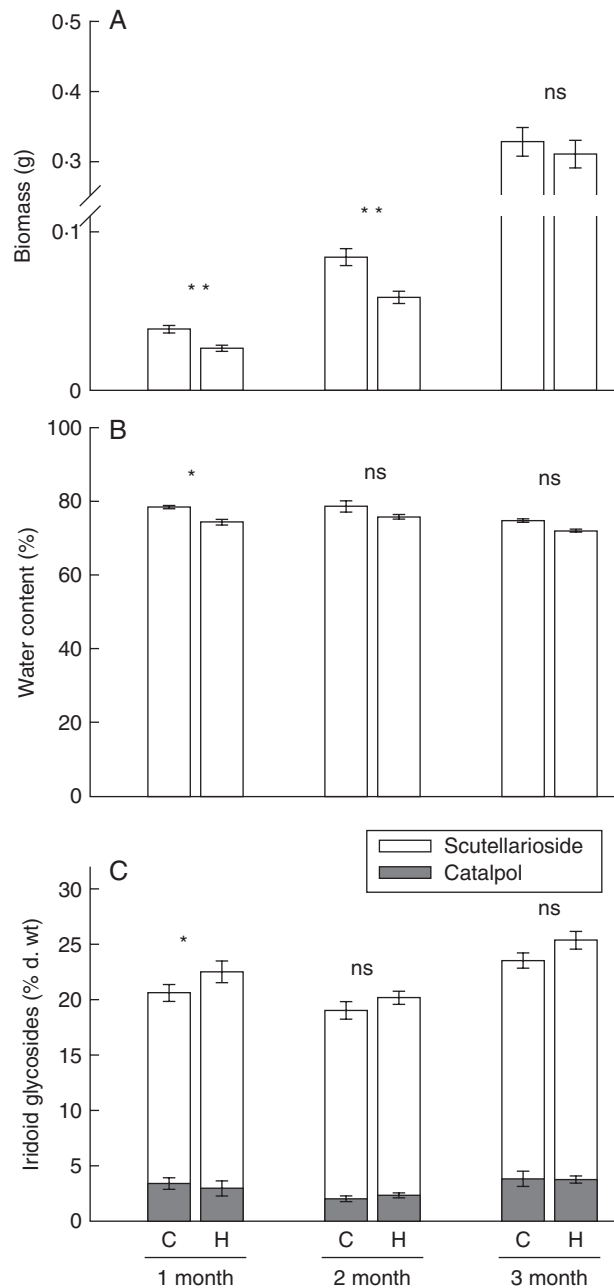 A
0·5
0·4
0·3
0·1
0
Biomass (g)
* *
* *
ns
B
100
80
60
40
20
0
Water content (%)
*
ns
ns
Scutellarioside
Catalpol
C
30
25
20
15
10
5
0
Iridoid glycosides (% d. wt)
*
ns
ns
C H C H C H
1 month 2 month 3 month